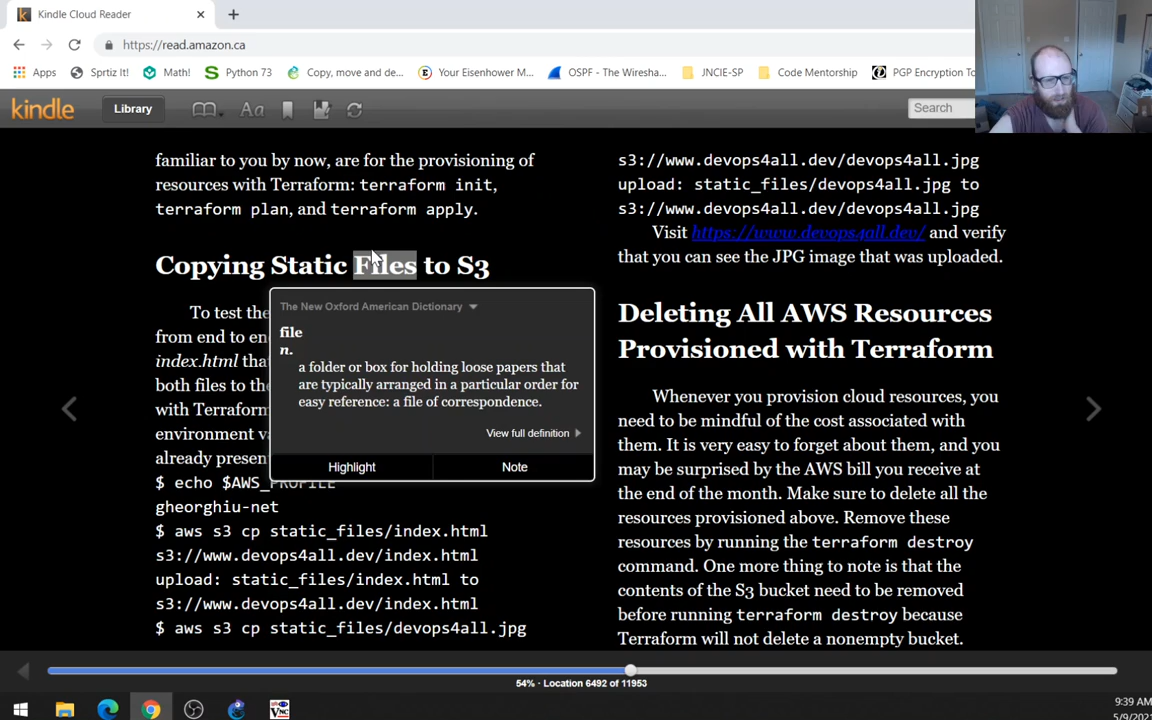 Kindle Cloud Reader
https://read.amazon.ca
Apps
Sprtiz It!
Math!
Python 73
Copy, move and de...
Your Eisenhower M...
OSPF - The Wiresha...
JNCIE-SP
Code Mentorship
PGP Encryption To
kindle
Library
Aa
Search
familiar to you by now, are for the provisioning of
resources with Terraform: terraform init,
terraform plan, and terraform apply.
Copying Static Files to S3
To test the
from end to en
index.html tha
both files to the
with Terraform
environment va
already presen
$ echo $AWS_PROFILE
gheorghiu-net
$ aws s3 cp static_files/index.html
s3://www.devops4all.dev/index.html
upload: static_files/index.html to
s3://www.devops4all.dev/index.html
$ aws s3 cp static_files/devops4all.jpg
The New Oxford American Dictionary
file
n.
a folder or box for holding loose papers that
are typically arranged in a particular order for
easy reference: a file of correspondence.
View full definition
Highlight
Note
s3://www.devops4all.dev/devops4all.jpg
upload: static_files/devops4all.jpg to
s3://www.devops4all.dev/devops4all.jpg
Visit https://www.devops4all.dev/ and verify
that you can see the JPG image that was uploaded.
Deleting All AWS Resources
Provisioned with Terraform
Whenever you provision cloud resources, you
need to be mindful of the cost associated with
them. It is very easy to forget about them, and you
may be surprised by the AWS bill you receive at
the end of the month. Make sure to delete all the
resources provisioned above. Remove these
resources by running the terraform destroy
command. One more thing to note is that the
contents of the S3 bucket need to be removed
before running terraform destroy because
Terraform will not delete a nonempty bucket.
54% · Location 6492 of 11953
9:39 AM
5/9/202